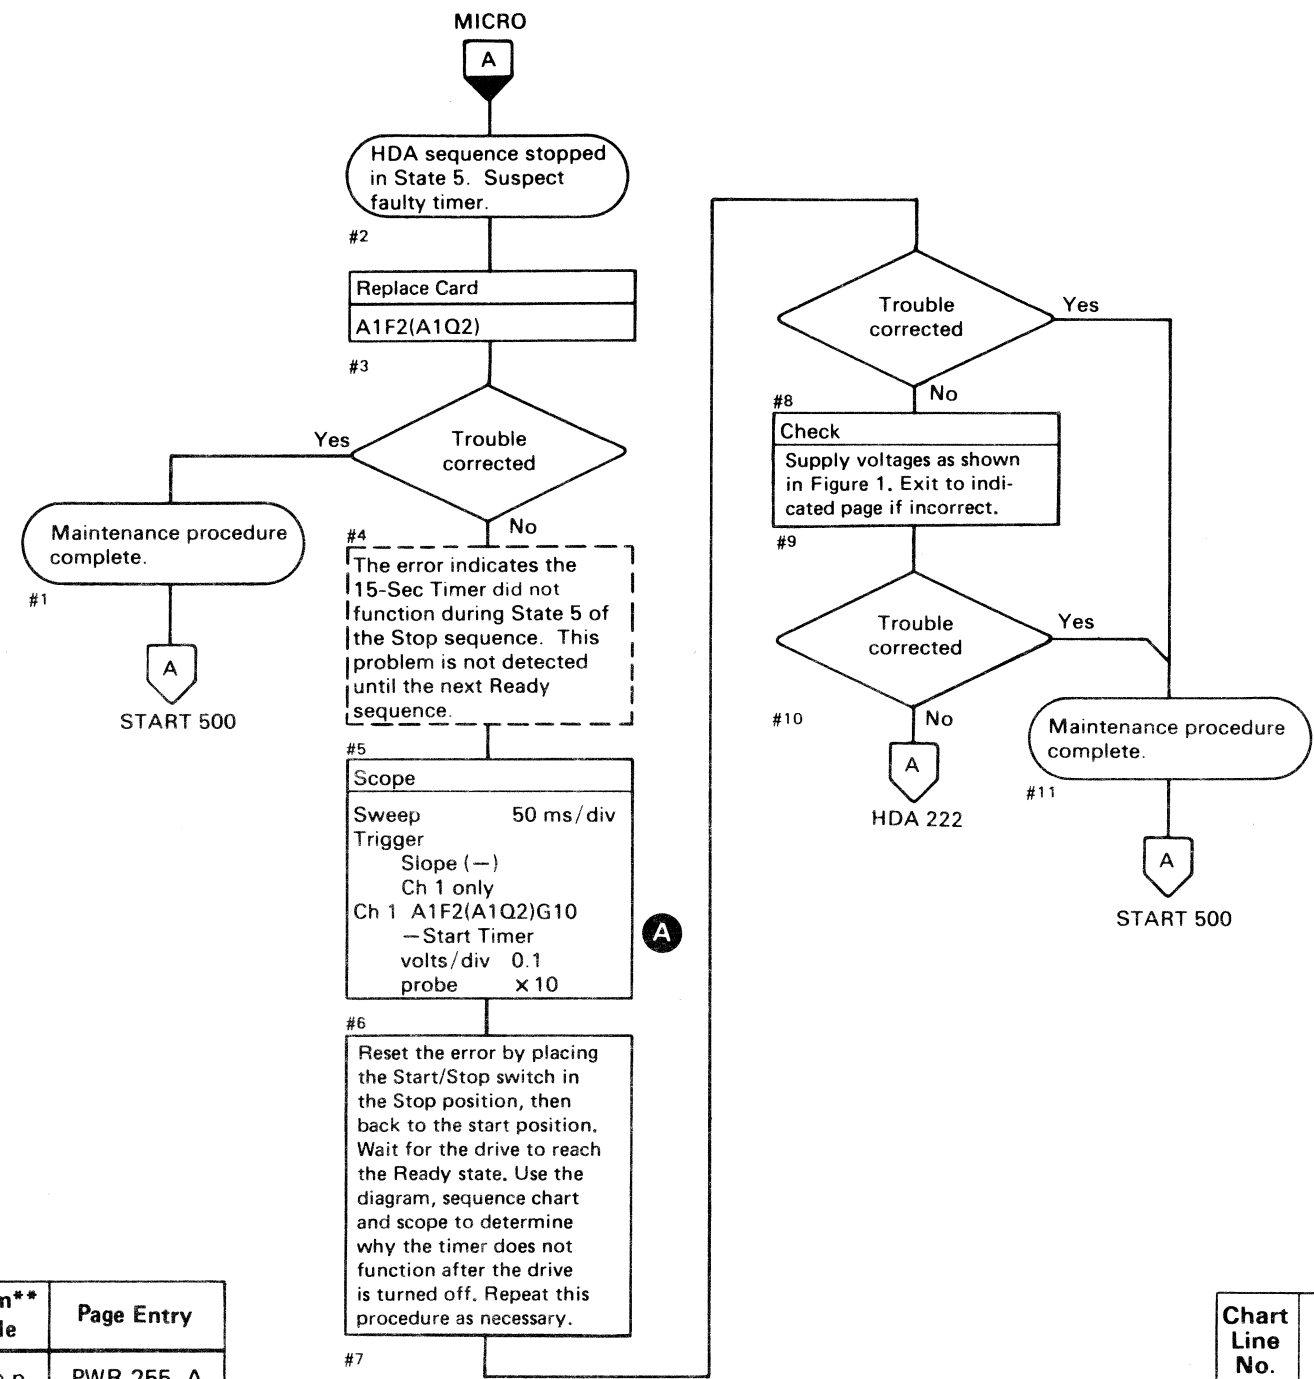 MICRO
A
HDA sequence stopped
in State 5. Suspect
faulty timer.
#2
Replace Card
A1F2(A1Q2)
#3
Yes
Trouble
corrected
No
Maintenance procedure
complete.
#1
A
START 500
#4
The error indicates the
15-Sec Timer did not
function during State 5 of
the Stop sequence. This
problem is not detected
until the next Ready
sequence.
#5
Scope
Sweep 50 ms/div
Trigger
Slope (—)
Ch 1 only
Ch 1 A1F2(A1Q2)G10
—Start Timer
volts/div 0.1
probe ×10
A
#6
Reset the error by placing
the Start/Stop switch in
the Stop position, then
back to the start position.
Wait for the drive to reach
the Ready state. Use the
diagram, sequence chart
and scope to determine
why the timer does not
function after the drive
is turned off. Repeat this
procedure as necessary.
#7
Trouble
corrected
Yes
No
#8
Check
Supply voltages as shown
in Figure 1. Exit to indi-
cated page if incorrect.
#9
Trouble
corrected
Yes
#10
No
A
HDA 222
Maintenance procedure
complete.
#11
A
START 500
m**
Page Entry
PWR 255, A
Chart
Line
No.